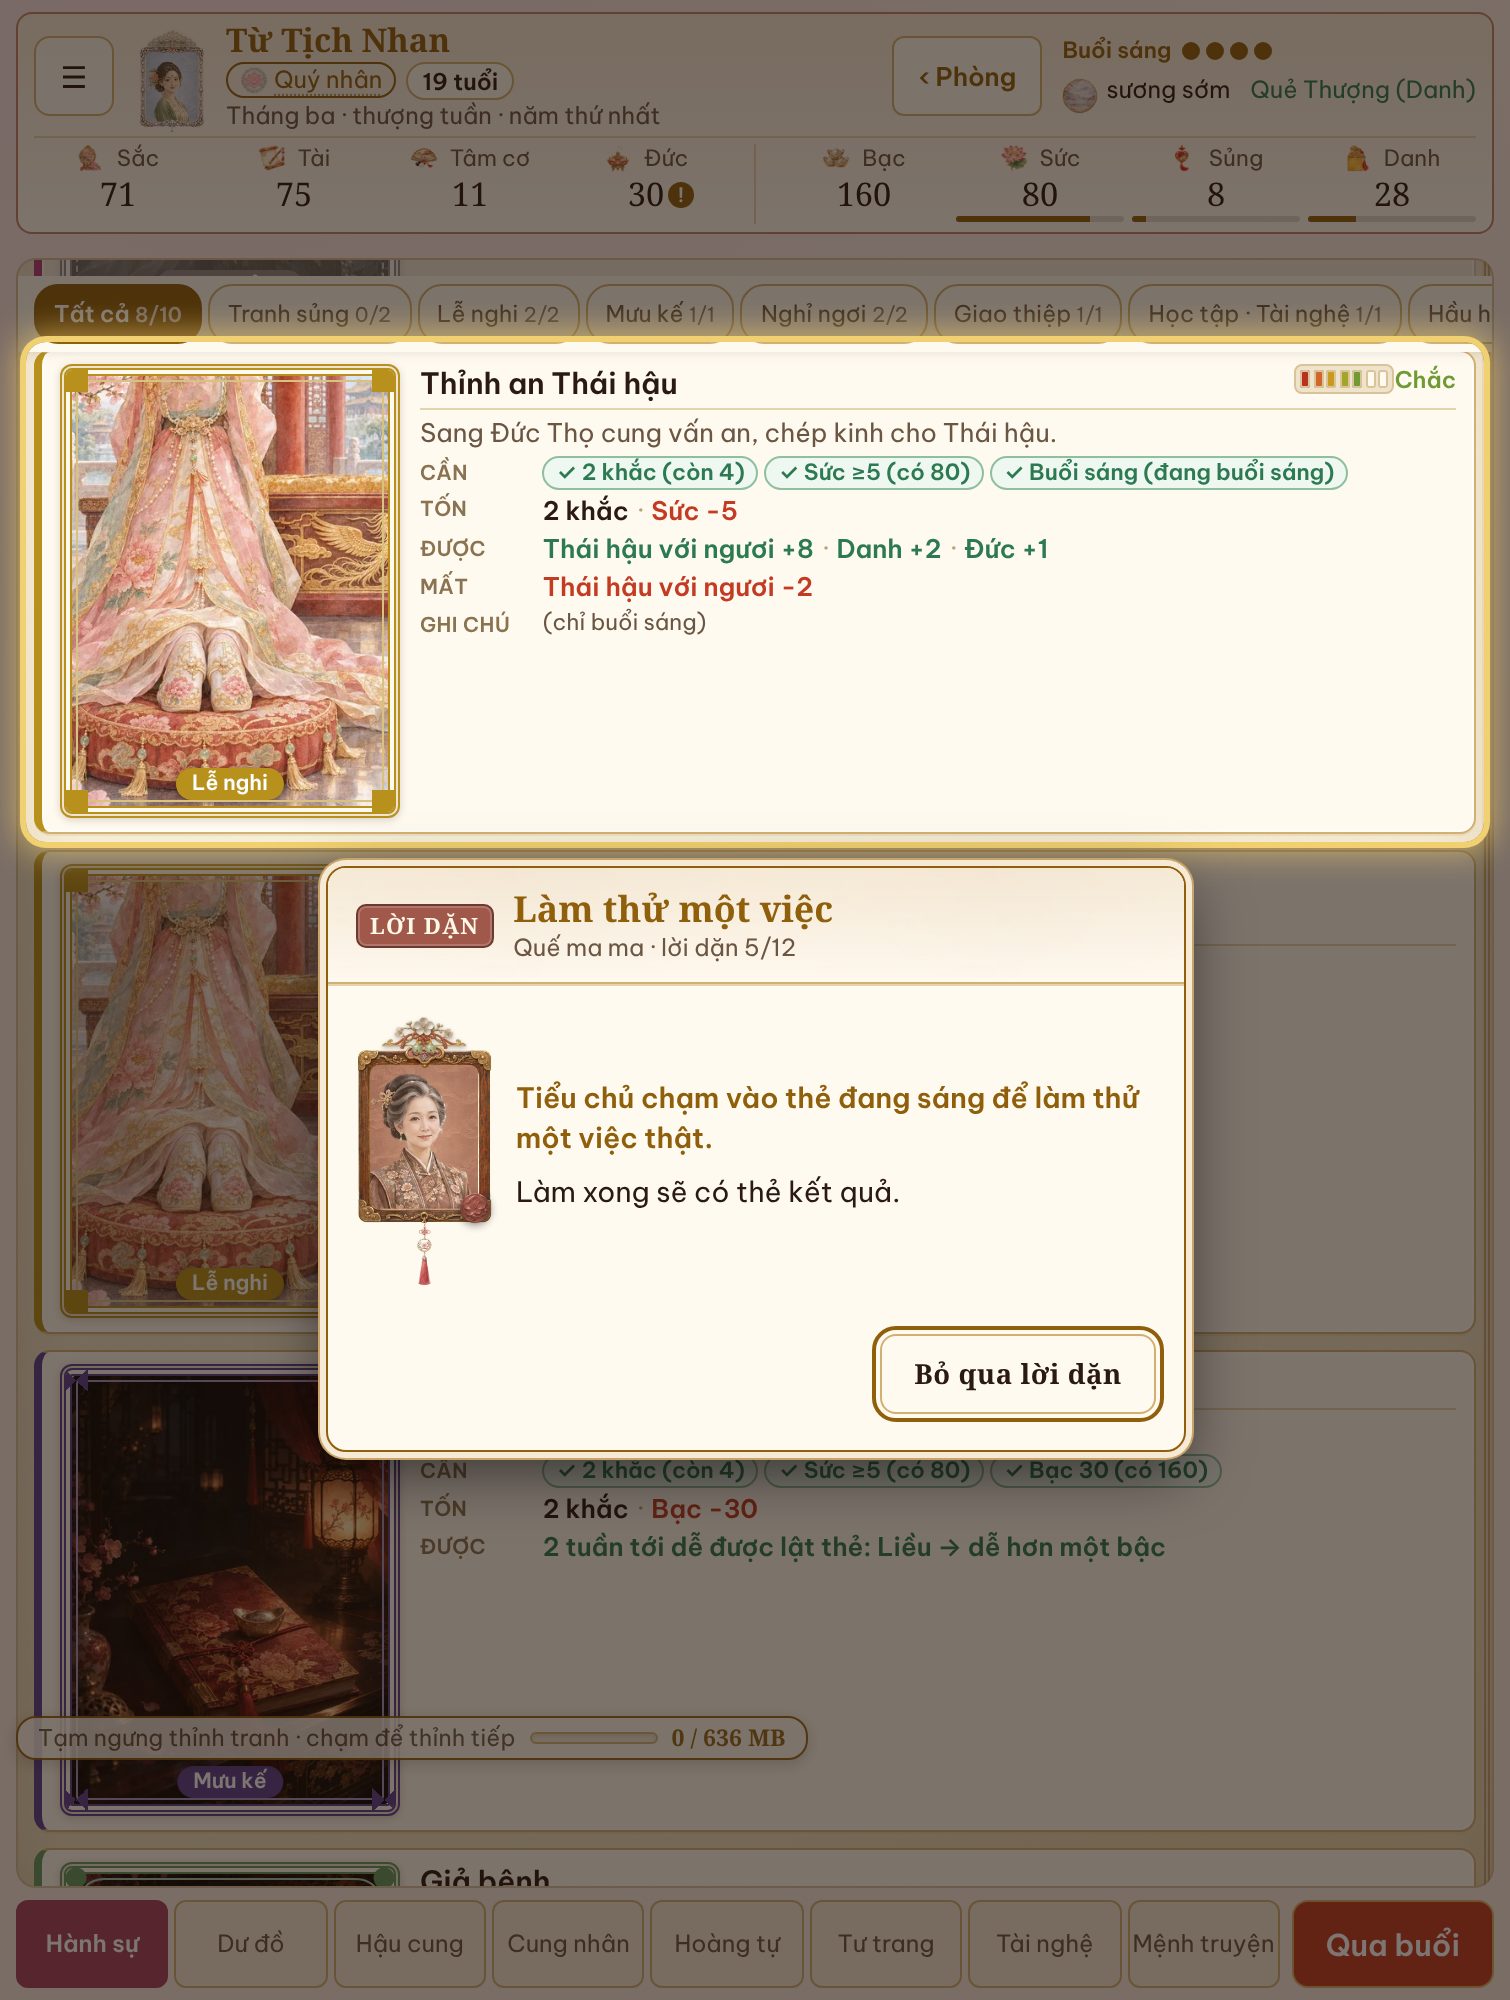 ☰
Từ Tịch Nhan
Quý nhân
19 tuổi
Tháng ba · thượng tuần · năm thứ nhất
‹ Phòng
Buổi sáng
sương sớm
Quẻ Thượng (Danh)
Sắc
Tài
Tâm cơ
Đức
Bạc
Sức
Sủng
Danh
71
75
11
30 !
160
80
8
28
Tất cả 8/10
Tranh sủng 0/2
Lễ nghi 2/2
Mưu kế 1/1
Nghỉ ngơi 2/2
Giao thiệp 1/1
Học tập · Tài nghệ 1/1
Hầu h
Thỉnh an Thái hậu
Chắc
Sang Đức Thọ cung vấn an, chép kinh cho Thái hậu.
CẦN ✓ 2 khắc (còn 4) ✓ Sức ≥5 (có 80) ✓ Buổi sáng (đang buổi sáng)
TỐN 2 khắc · Sức -5
ĐƯỢC Thái hậu với ngươi +8 · Danh +2 · Đức +1
MẤT Thái hậu với ngươi -2
GHI CHÚ (chỉ buổi sáng)
Lễ nghi
LỜI DẶN
Làm thử một việc
Quế ma ma · lời dặn 5/12
Tiểu chủ chạm vào thẻ đang sáng để làm thử
một việc thật.
Làm xong sẽ có thẻ kết quả.
Bỏ qua lời dặn
Lễ nghi
CẦN ✓ 2 khắc (còn 4) ✓ Sức ≥5 (có 80) ✓ Bạc 30 (có 160)
TỐN 2 khắc · Bạc -30
ĐƯỢC 2 tuần tới dễ được lật thẻ: Liều → dễ hơn một bậc
Tạm ngưng thỉnh tranh · chạm để thỉnh tiếp 0 / 636 MB
Mưu kế
Giả bệnh
Hành sự
Dư đồ
Hậu cung
Cung nhân
Hoàng tự
Tư trang
Tài nghệ
Mệnh truyện
Qua buổi